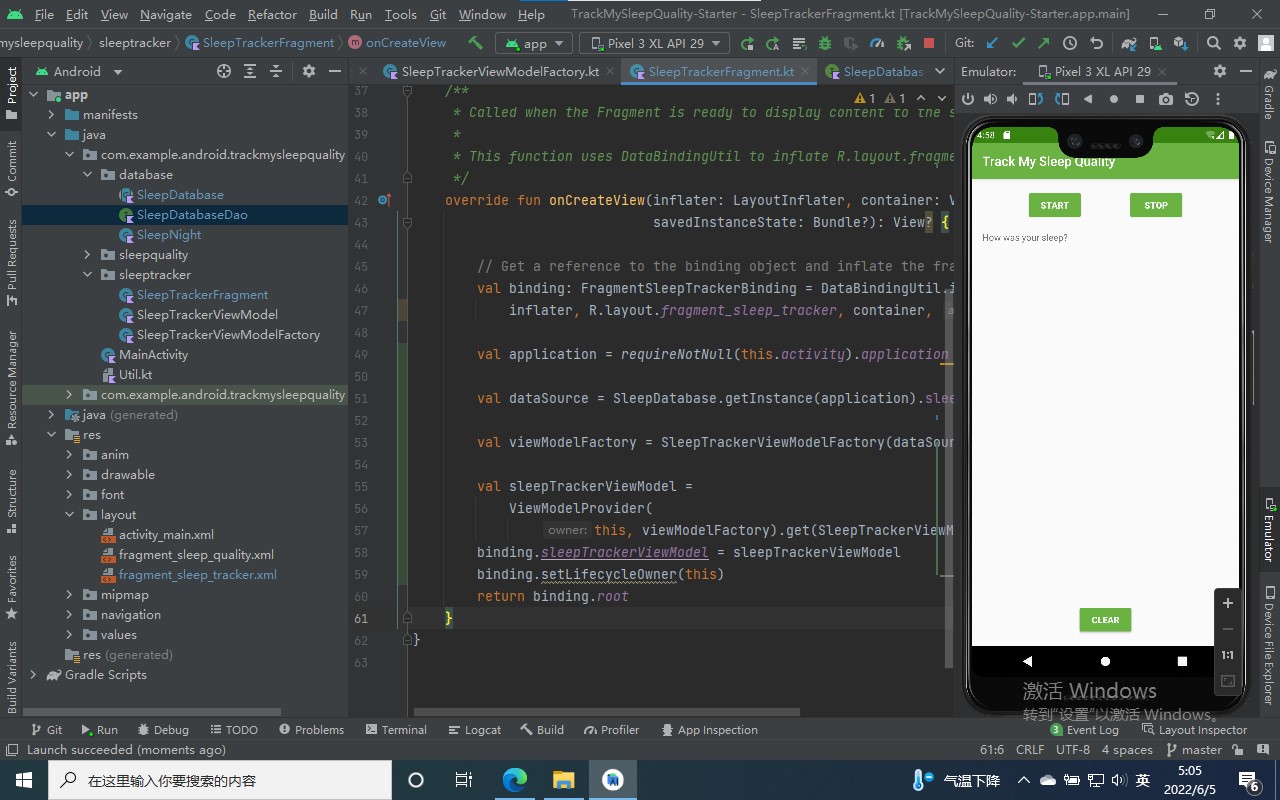 File Edit View Navigate Code Refactor Build Run Tools Git Window Help TrackMySleepQuality-Starter - SleepTrackerFragment.kt [TrackMySleepQuality-Starter.app.main]
mysleepquality sleeptracker SleepTrackerFragment onCreateView app Pixel 3 XL API 29 Git:
Android SleepTrackerViewModelFactory.kt SleepTrackerFragment.kt SleepDatabas Emulator: Pixel 3 XL API 29
Project
Commit
Pull Requests
Resource Manager
Structure
Favorites
Build Variants
app
manifests
java
com.example.android.trackmysleepquality
database
SleepDatabase
SleepDatabaseDao
SleepNight
sleepquality
sleeptracker
SleepTrackerFragment
SleepTrackerViewModel
SleepTrackerViewModelFactory
MainActivity
Util.kt
com.example.android.trackmysleepquality
java (generated)
res
anim
drawable
font
layout
activity_main.xml
fragment_sleep_quality.xml
fragment_sleep_tracker.xml
mipmap
navigation
values
res (generated)
Gradle Scripts
1 1
37 /**
38 * Called when the Fragment is ready to display content to the s
39 *
40 * This function uses DataBindingUtil to inflate R.layout.fragme
41 */
42 override fun onCreateView(inflater: LayoutInflater, container: V
43 savedInstanceState: Bundle?): View? {
44
45 // Get a reference to the binding object and inflate the fra
46 val binding: FragmentSleepTrackerBinding = DataBindingUtil.i
47 inflater, R.layout.fragment_sleep_tracker, container,
48
49 val application = requireNotNull(this.activity).application
50
51 val dataSource = SleepDatabase.getInstance(application).slee
52
53 val viewModelFactory = SleepTrackerViewModelFactory(dataSour
54
55 val sleepTrackerViewModel =
56 ViewModelProvider(
57 owner: this, viewModelFactory).get(SleepTrackerViewM
58 binding.sleepTrackerViewModel = sleepTrackerViewModel
59 binding.setLifecycleOwner(this)
60 return binding.root
61 }
62 }
63
4:58
Track My Sleep Quality
START STOP
How was your sleep?
CLEAR
1:1
激活 Windows
转到"设置"以激活 Windows。
Gradle
Device Manager
Emulator
Device File Explorer
Git Run Debug TODO Problems Terminal Logcat Build Profiler App Inspection 3 Event Log Layout Inspector
Launch succeeded (moments ago) 61:6 CRLF UTF-8 4 spaces master
在这里输入你要搜索的内容 气温下降 英 5:05
2022/6/5 6